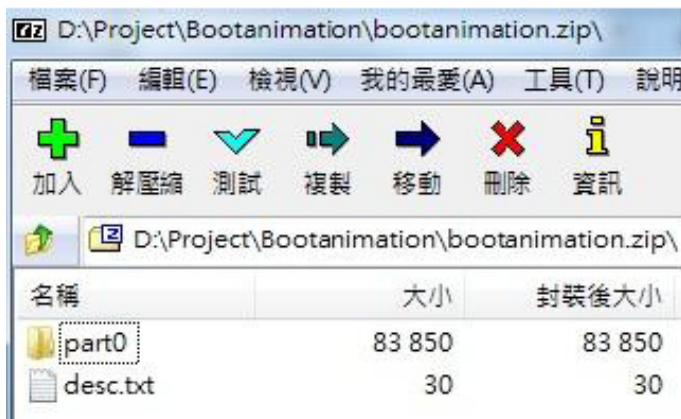 D:\Project\Bootanimation\bootanimation.zip\
檔案(F) 編輯(E) 檢視(V) 我的最愛(A) 工具(T) 說明
加入 解壓縮 測試 複製 移動 刪除 資訊
D:\Project\Bootanimation\bootanimation.zip\
名稱 大小 封裝後大小
part0 83 850 83 850
desc.txt 30 30